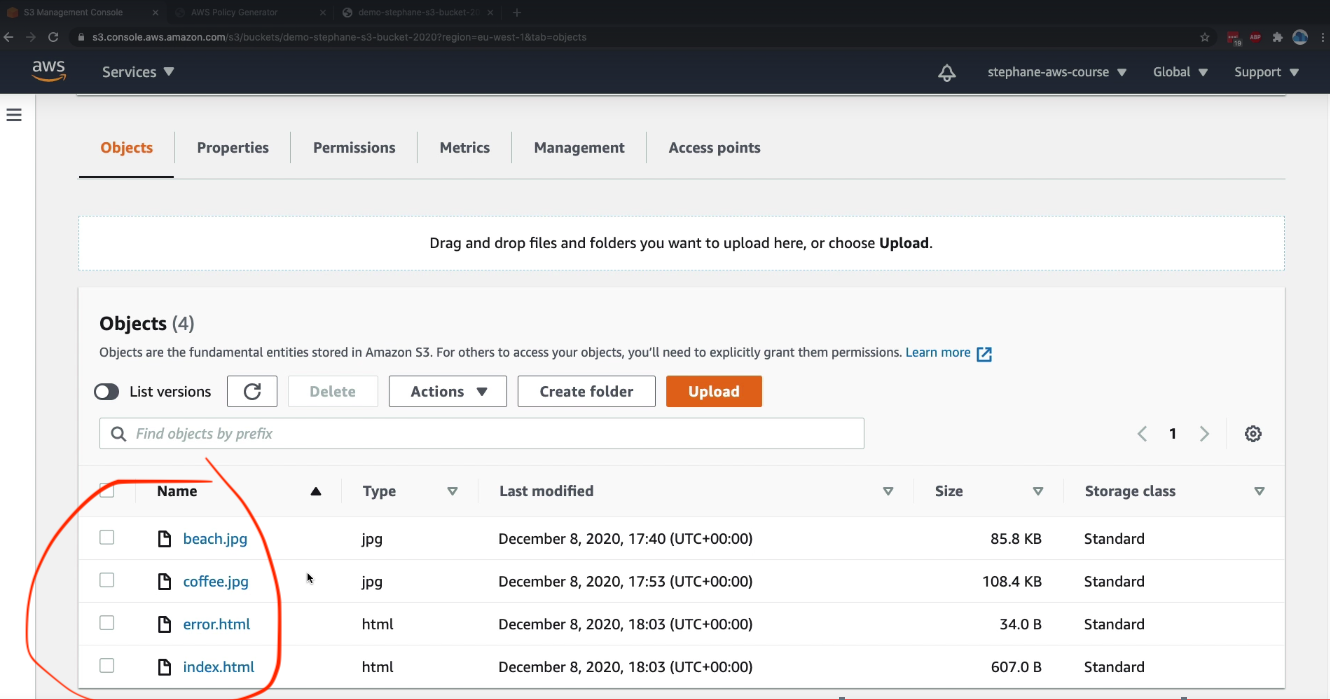 S3 Management Console
AWS Policy Generator
demo-stephane-s3-bucket-20
s3.console.aws.amazon.com/s3/buckets/demo-stephane-s3-bucket-2020?region=eu-west-1&tab=objects
19
ABP
aws
Services
stephane-aws-course
Global
Support
Objects
Properties
Permissions
Metrics
Management
Access points
Drag and drop files and folders you want to upload here, or choose Upload.
Objects (4)
Objects are the fundamental entities stored in Amazon S3. For others to access your objects, you'll need to explicitly grant them permissions. Learn more
List versions
Delete
Actions
Create folder
Upload
Find objects by prefix
1
Name Type Last modified Size Storage class
beach.jpg jpg December 8, 2020, 17:40 (UTC+00:00) 85.8 KB Standard
coffee.jpg jpg December 8, 2020, 17:53 (UTC+00:00) 108.4 KB Standard
error.html html December 8, 2020, 18:03 (UTC+00:00) 34.0 B Standard
index.html html December 8, 2020, 18:03 (UTC+00:00) 607.0 B Standard